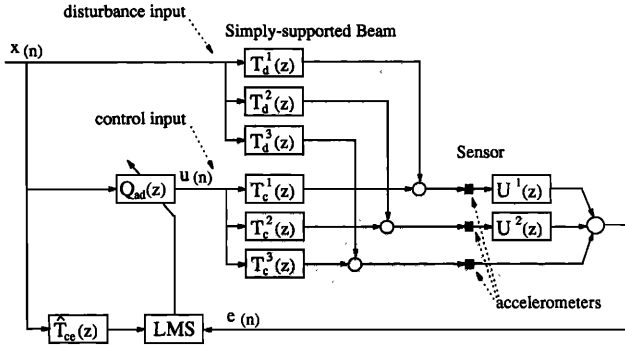 disturbance input
Simply-supported Beam
x (n)
T_d^1(z)
T_d^2(z)
T_d^3(z)
control input
Sensor
Q_ad(z)
u (n)
T_c^1(z)
U^1(z)
T_c^2(z)
U^2(z)
T_c^3(z)
accelerometers
T̂_ce(z)
LMS
e (n)